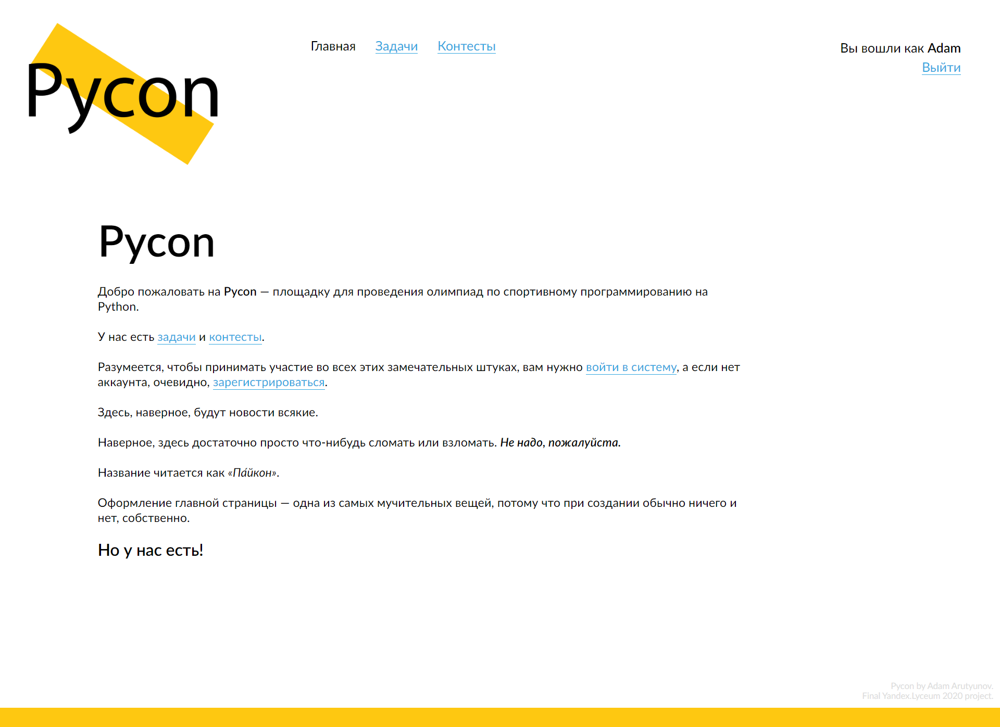 Pycon
Главная Задачи Контесты
Вы вошли как Adam
Выйти
Pycon
Добро пожаловать на Pycon — площадку для проведения олимпиад по спортивному программированию на
Python.
У нас есть задачи и контесты.
Разумеется, чтобы принимать участие во всех этих замечательных штуках, вам нужно войти в систему, а если нет
аккаунта, очевидно, зарегистрироваться.
Здесь, наверное, будут новости всякие.
Наверное, здесь достаточно просто что-нибудь сломать или взломать. Не надо, пожалуйста.
Название читается как «Па́йкон».
Оформление главной страницы — одна из самых мучительных вещей, потому что при создании обычно ничего и
нет, собственно.
Но у нас есть!
Pycon by Adam Arutyunov.
Final Yandex.Lyceum 2020 project.